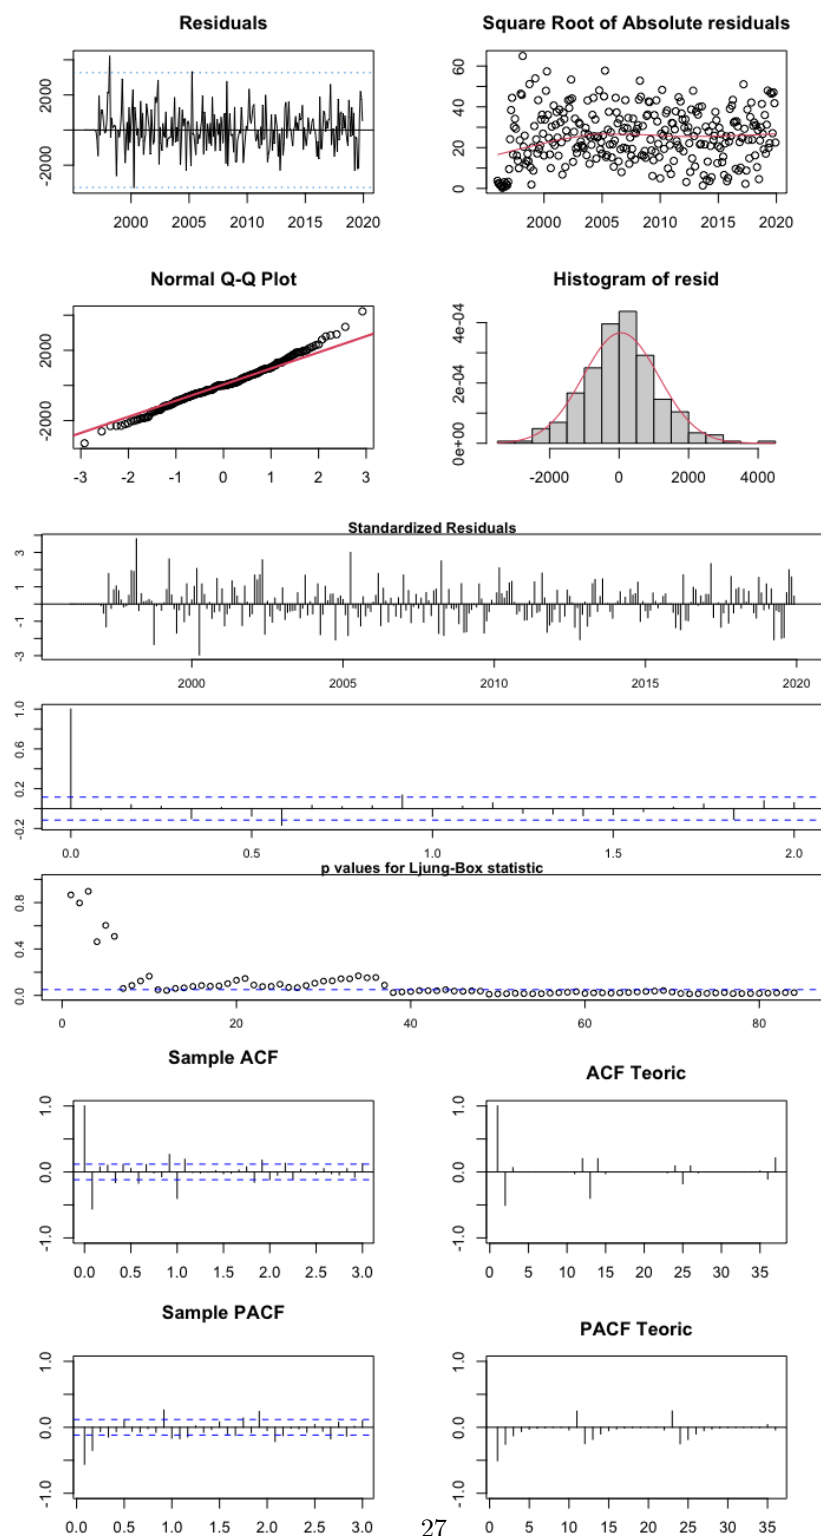 Residuals
Square Root of Absolute residuals
-2000 2000
0 20 40 60
2000 2005 2010 2015 2020
2000 2005 2010 2015 2020
Normal Q-Q Plot
Histogram of resid
-2000 2000
0e+00 2e-04 4e-04
-3 -2 -1 0 1 2 3
-2000 0 2000 4000
Standardized Residuals
-3 -1 1 3
2000 2005 2010 2015 2020
-0.2 0.2 0.6 1.0
0.0 0.5 1.0 1.5 2.0
p values for Ljung-Box statistic
0.0 0.4 0.8
0 20 40 60 80
Sample ACF
ACF Teoric
-1.0 0.0 1.0
-1.0 0.0 1.0
0.0 0.5 1.0 1.5 2.0 2.5 3.0
0 5 10 15 20 25 30 35
Sample PACF
PACF Teoric
-1.0 0.0 1.0
-1.0 0.0 1.0
0.0 0.5 1.0 1.5 2.0 2.5 3.0
0 5 10 15 20 25 30 35
27